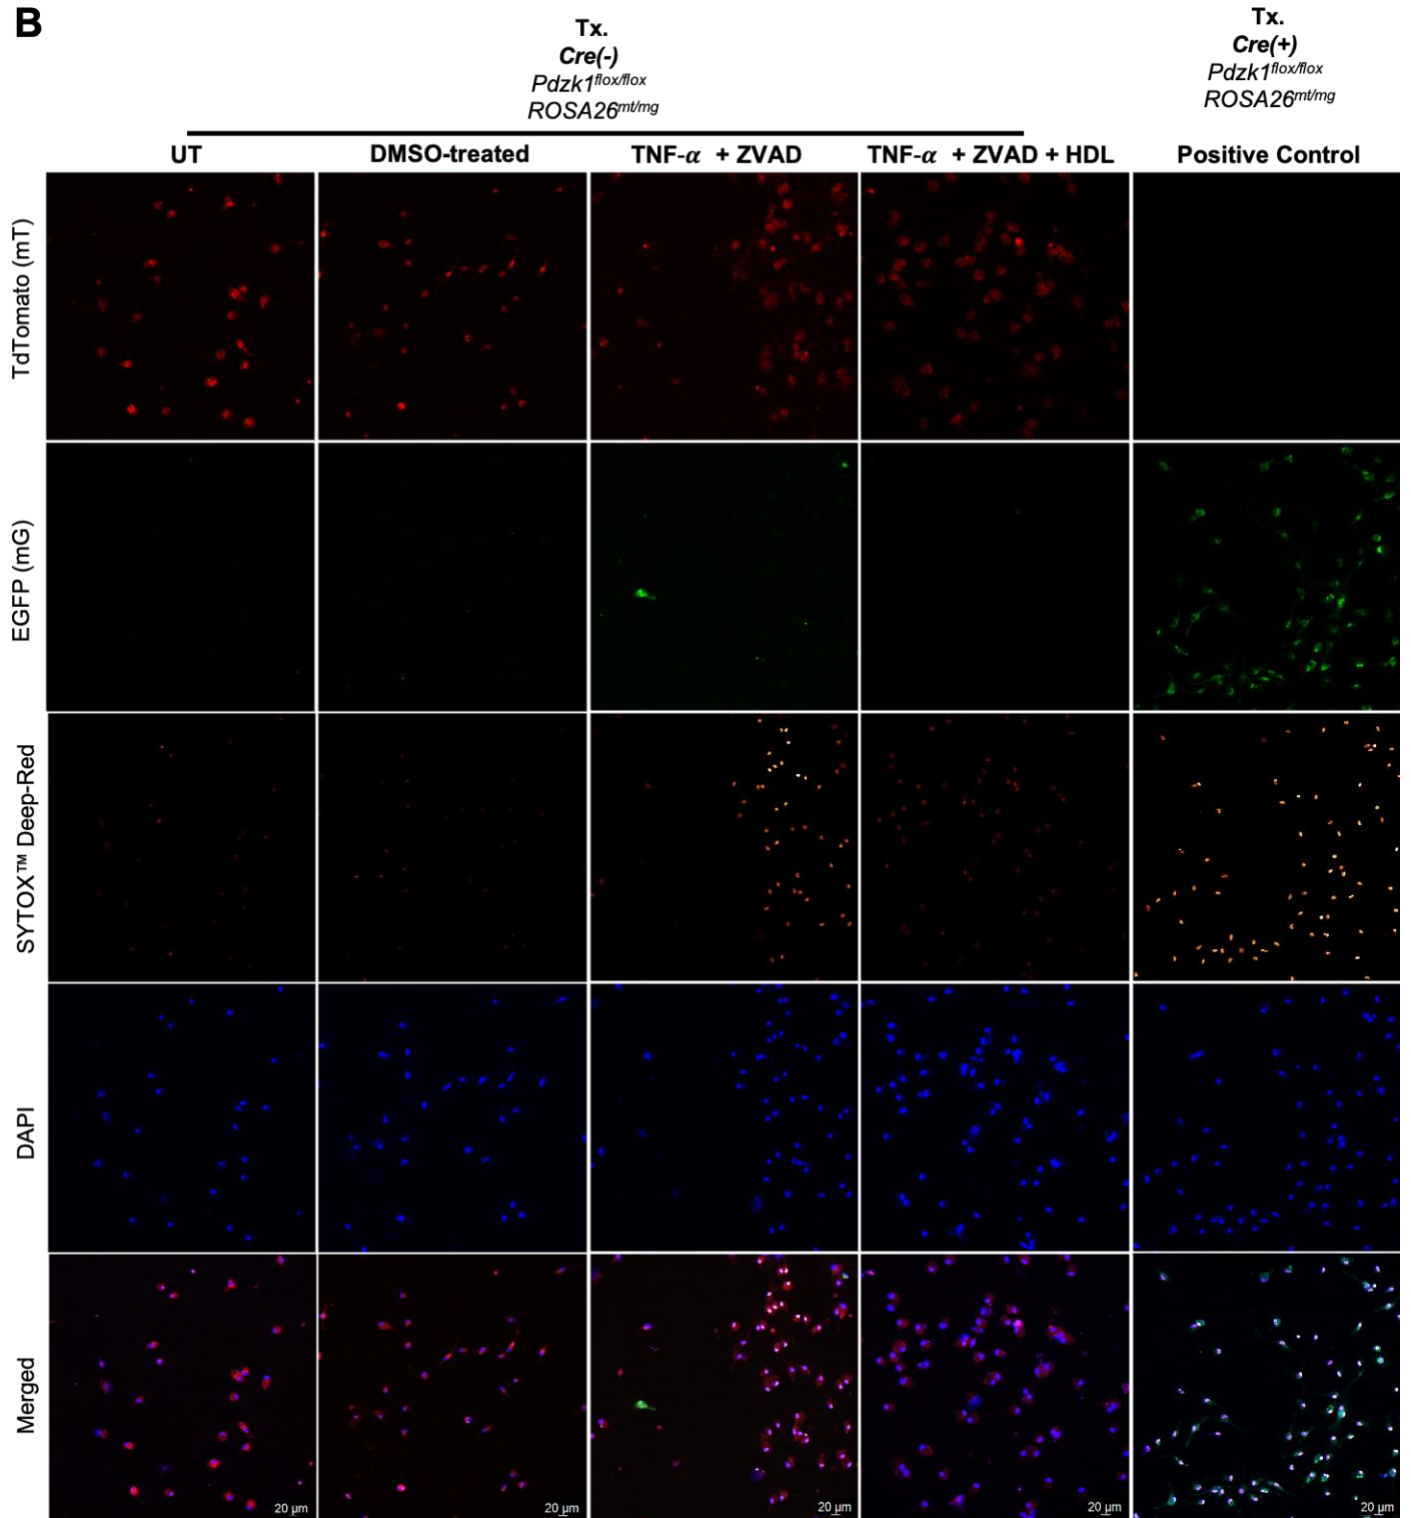 B
Tx.
Cre(-)
Pdzk1flox/flox
ROSA26mt/mg
Tx.
Cre(+)
Pdzk1flox/flox
ROSA26mt/mg
UT
DMSO-treated
TNF-α + ZVAD
TNF-α + ZVAD + HDL
Positive Control
TdTomato (mT)
EGFP (mG)
SYTOX™ Deep-Red
DAPI
Merged
20 µm
20 µm
20 µm
20 µm
20 µm